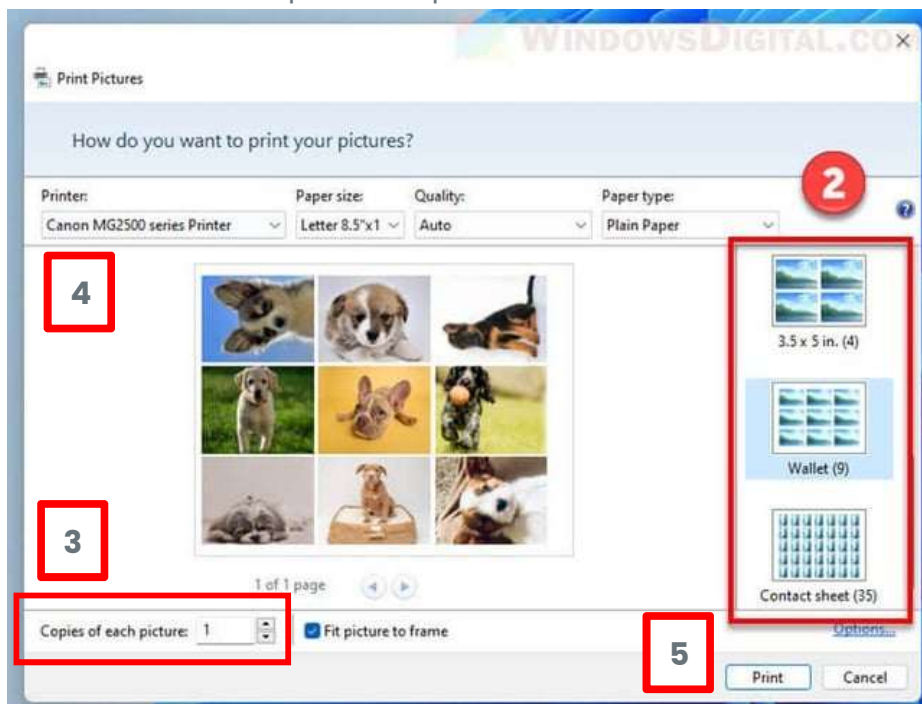 WINDOWSDIGITAL.COM
Print Pictures
How do you want to print your pictures?
2
Printer:
Paper size:
Quality:
Paper type:
Canon MG2500 series Printer
Letter 8.5"x1
Auto
Plain Paper
4
3.5 x 5 in. (4)
Wallet (9)
3
Contact sheet (35)
1 of 1 page
Copies of each picture: 1
Fit picture to frame
Options...
5
Print
Cancel